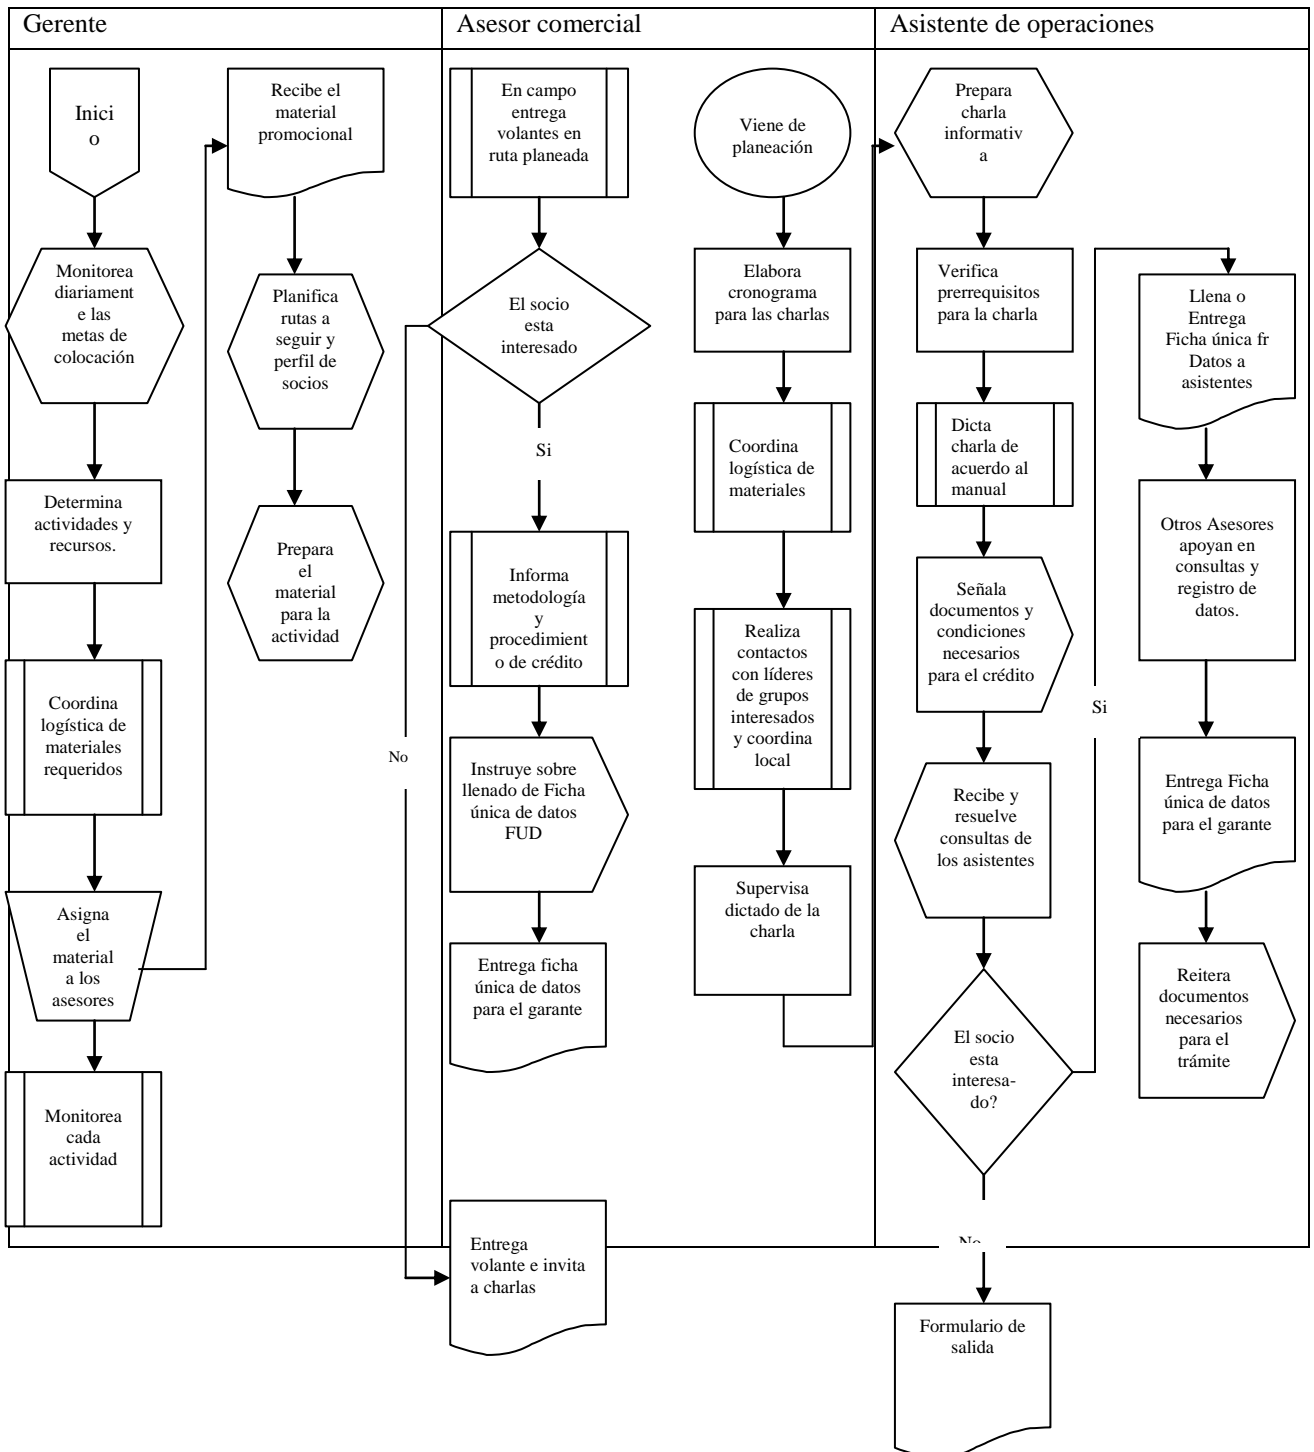 Gerente
Asesor comercial
Asistente de operaciones
Inici
o
Monitorea
diariament
e las
metas de
colocación
Determina
actividades y
recursos.
Coordina
logística de
materiales
requeridos
Asigna
el
material
a los
asesores
Monitorea
cada
actividad
Recibe el
material
promocional
Planifica
rutas a
seguir y
perfil de
socios
Prepara
el
material
para la
actividad
En campo
entrega
volantes en
ruta planeada
El socio
esta
interesado
Si
No
Informa
metodología
y
procedimient
o de crédito
Instruye sobre
llenado de Ficha
única de datos
FUD
Entrega ficha
única de datos
para el garante
Entrega
volante e invita
a charlas
Viene de
planeación
Elabora
cronograma
para las charlas
Coordina
logística de
materiales
Realiza
contactos
con líderes
de grupos
interesados
y coordina
local
Supervisa
dictado de la
charla
Prepara
charla
informativ
a
Verifica
prerrequisitos
para la charla
Dicta
charla de
acuerdo al
manual
Señala
documentos y
condiciones
necesarios
para el crédito
Recibe y
resuelve
consultas de
los asistentes
El socio
esta
interesa-
do?
Si
No
Formulario de
salida
Llena o
Entrega
Ficha única fr
Datos a
asistentes
Otros Asesores
apoyan en
consultas y
registro de
datos.
Entrega Ficha
única de datos
para el garante
Reitera
documentos
necesarios
para el
trámite